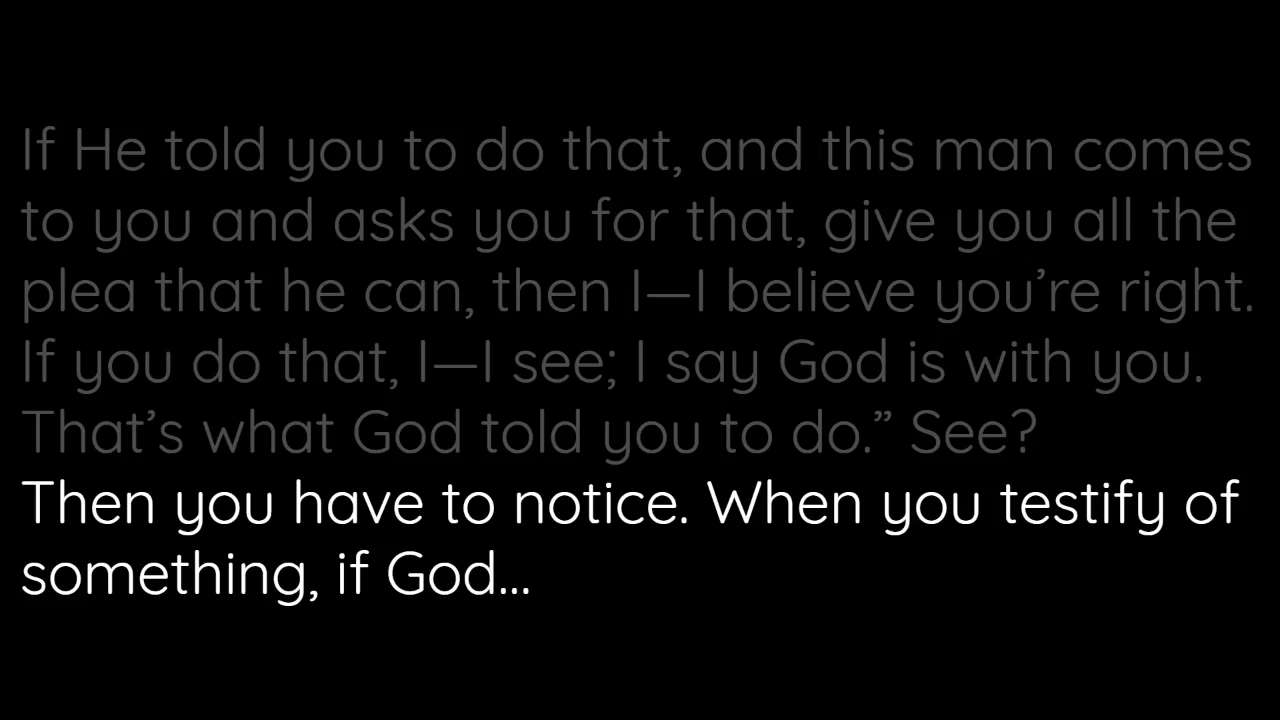 If He told you to do that, and this man comes
to you and asks you for that, give you all the
plea that he can, then I—I believe you’re right.
If you do that, I—I see; I say God is with you.
That’s what God told you to do.” See?
Then you have to notice. When you testify of
something, if God...